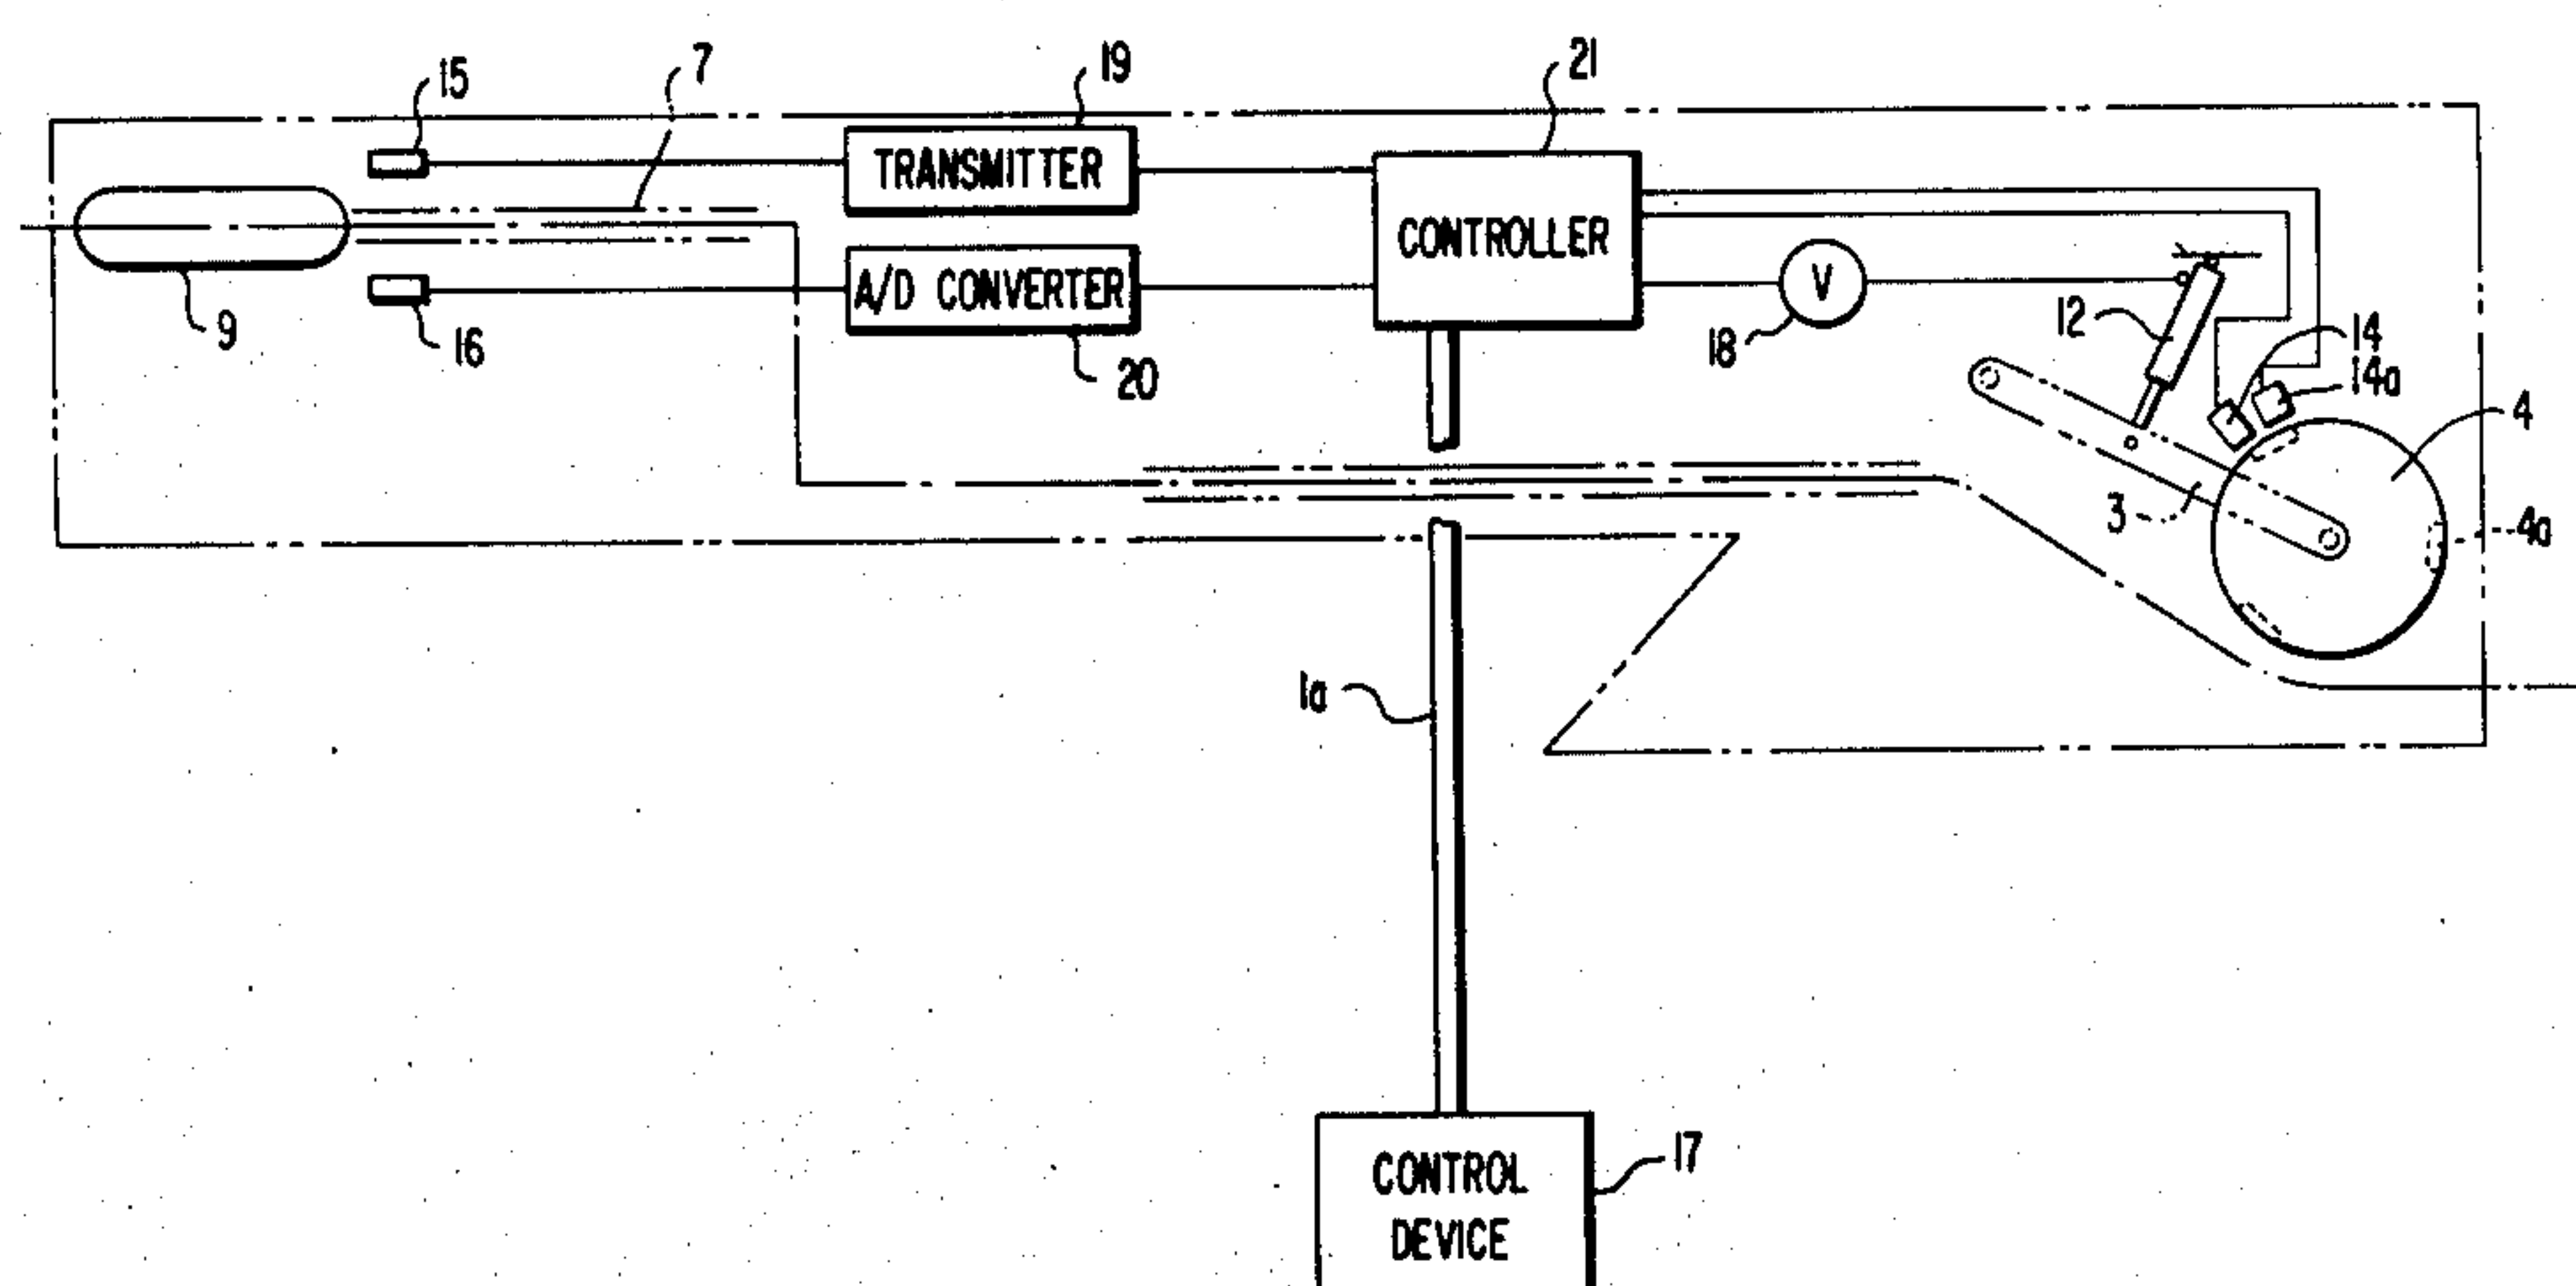 15
7
19
21
TRANSMITTER
CONTROLLER
A/D CONVERTER
V
9
16
20
18
12
14
14a
4
3
4a
1a
CONTROL
DEVICE
17